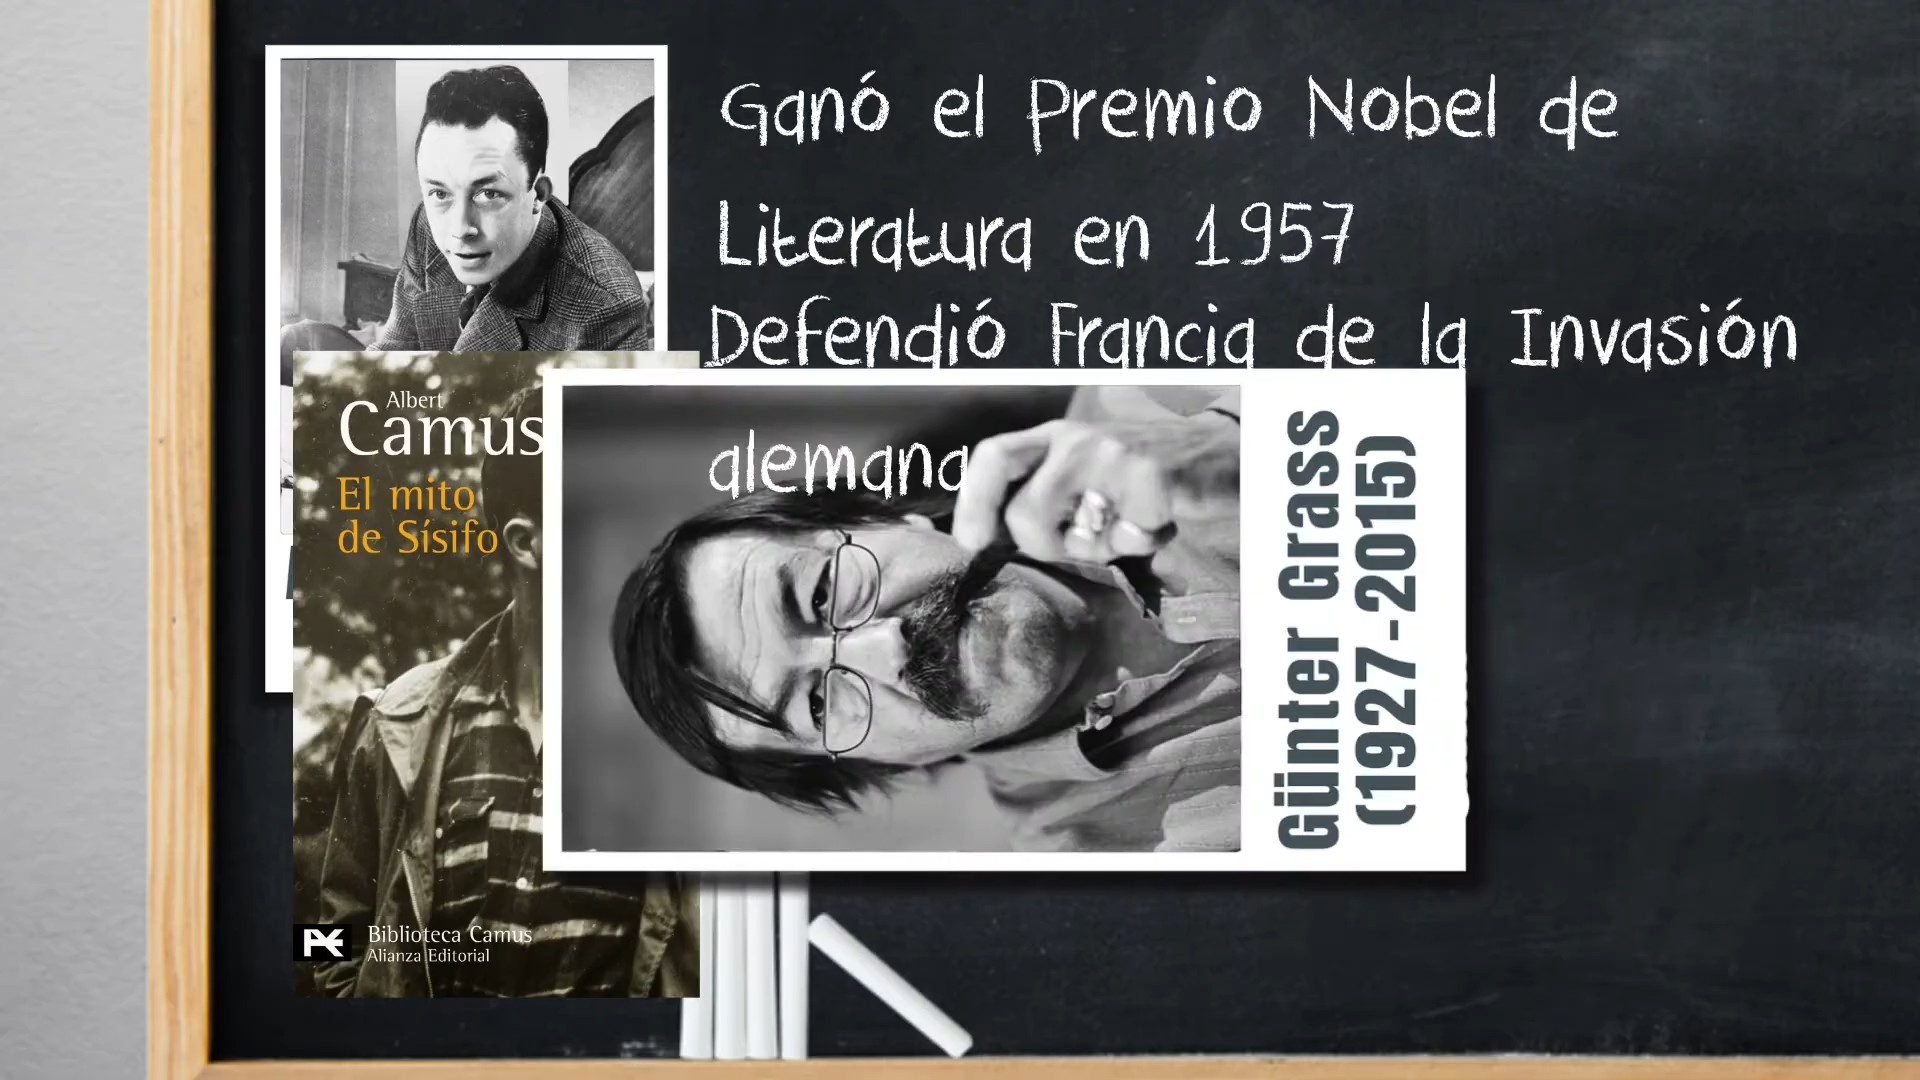 Ganó el Premio Nobel de
Literatura en 1957
Defendió Francia de la Invasión
alemana
Albert
Camus
El mito
de Sísifo
Biblioteca Camus
Alianza Editorial
Günter Grass
(1927-2015)